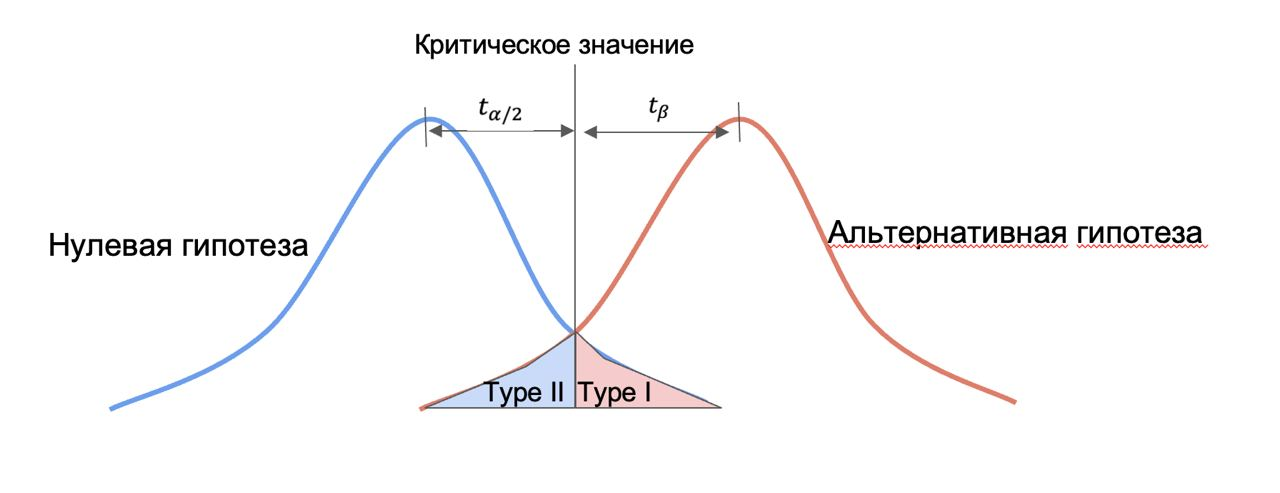 Критическое значение
t_{α/2}
t_β
Нулевая гипотеза
Альтернативная гипотеза
Type II
Type I